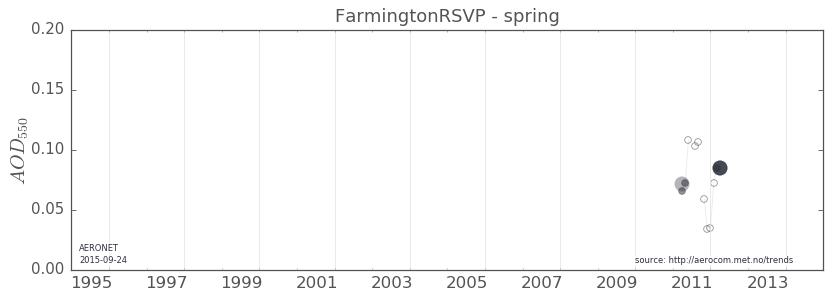 FarmingtonRSVP - spring
0.20
0.15
0.10
0.05
0.00
AOD550
AERONET
2015-09-24
source: http://aerocom.met.no/trends
1995 1997 1999 2001 2003 2005 2007 2009 2011 2013